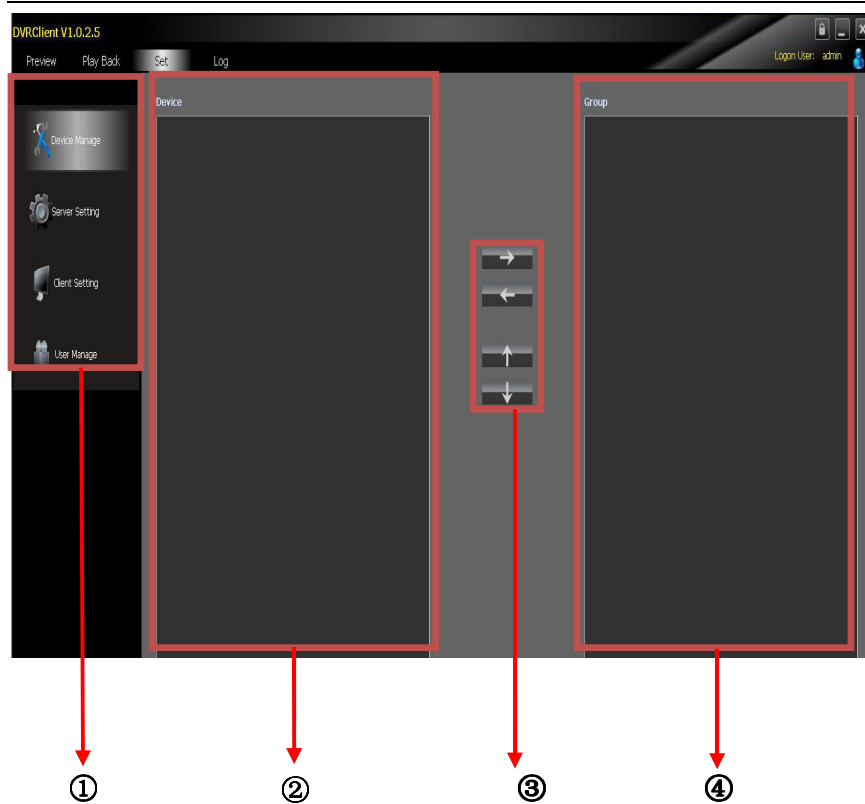 DVRClient V1.0.2.5
Preview Play Back Set Log
Logon User: admin
Device
Group
Device Manage
Server Setting
Client Setting
User Manage
① ② ③ ④